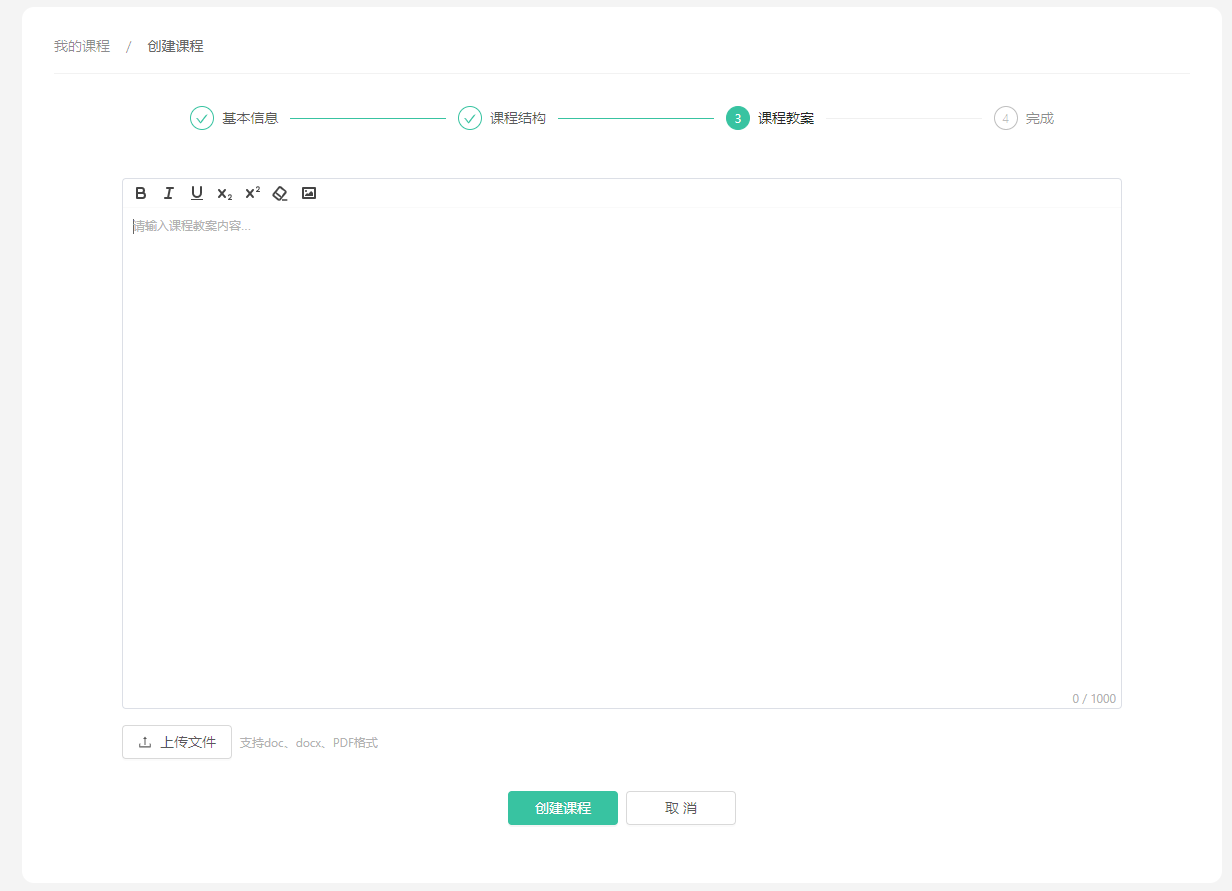 我的课程 / 创建课程
基本信息 课程结构 3 课程教案 4 完成
B I U X₂ X²
请输入课程教案内容...
0 / 1000
上传文件 支持doc、docx、PDF格式
创建课程 取 消